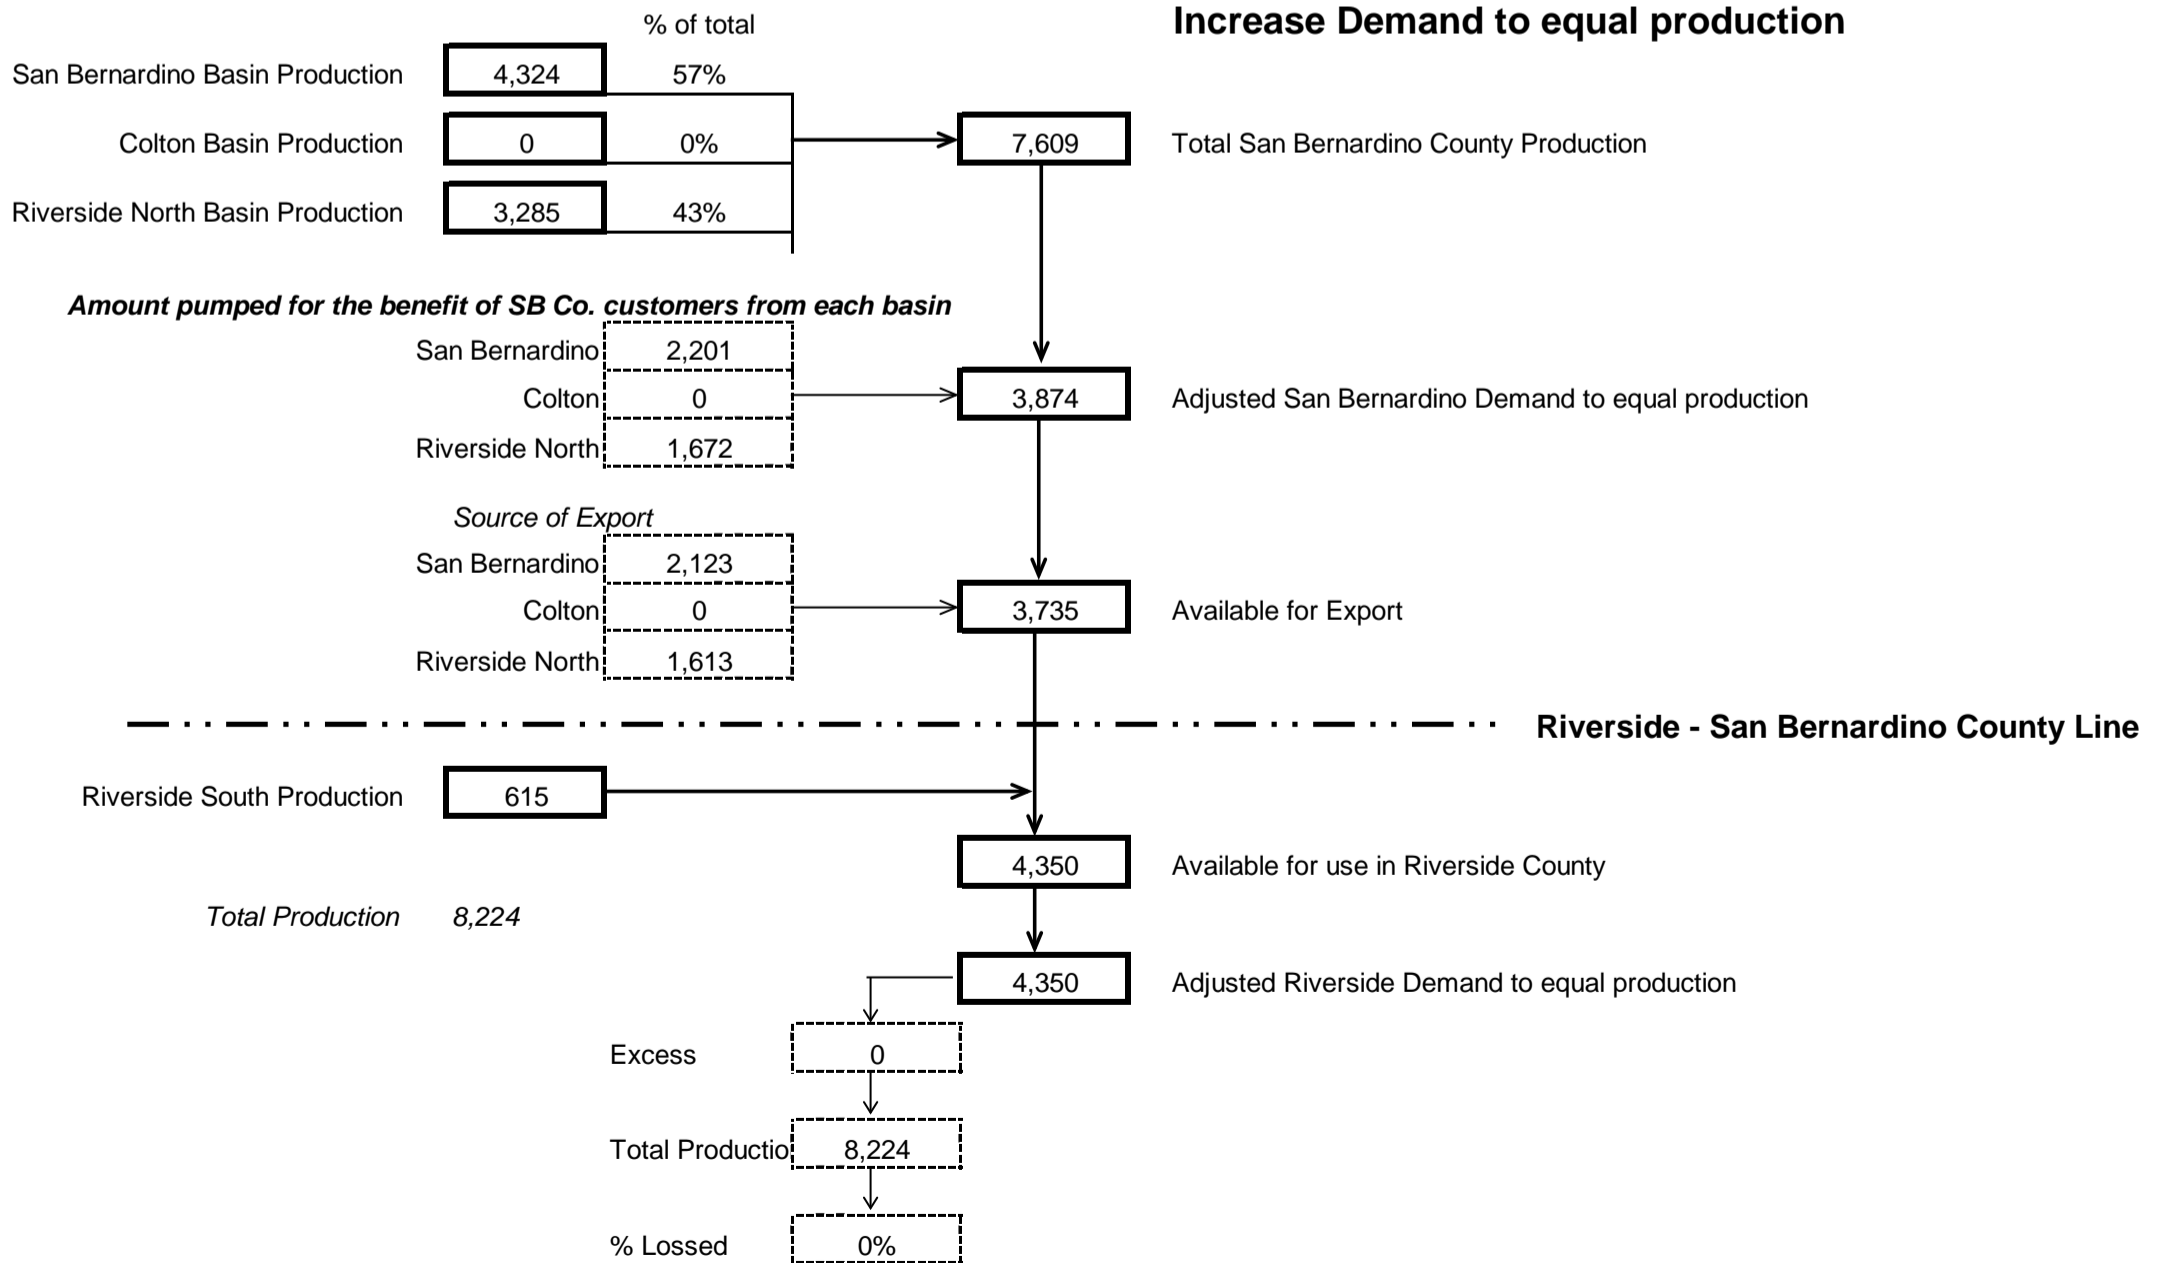 % of total
Increase Demand to equal production
San Bernardino Basin Production 4,324 57%
Colton Basin Production 0 0% 7,609 Total San Bernardino County Production
Riverside North Basin Production 3,285 43%
Amount pumped for the benefit of SB Co. customers from each basin
San Bernardino 2,201
Colton 0 3,874 Adjusted San Bernardino Demand to equal production
Riverside North 1,672
Source of Export
San Bernardino 2,123
Colton 0 3,735 Available for Export
Riverside North 1,613
Riverside - San Bernardino County Line
Riverside South Production 615
4,350 Available for use in Riverside County
Total Production 8,224
4,350 Adjusted Riverside Demand to equal production
Excess 0
Total Productio 8,224
% Lossed 0%